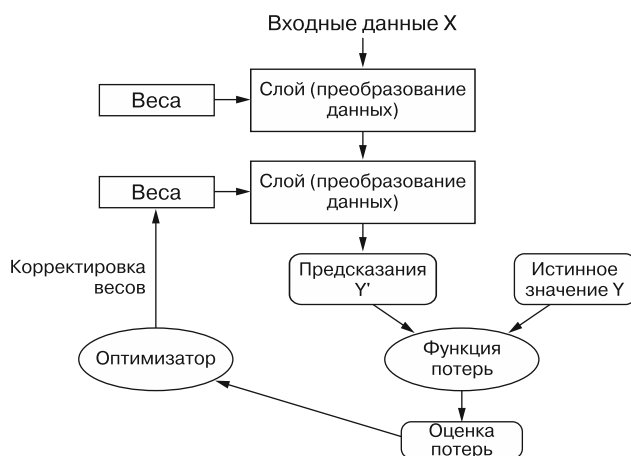 Входные данные X
Слой (преобразование
данных)
Веса
Слой (преобразование
данных)
Веса
Корректировка
весов
Предсказания
Y'
Истинное
значение Y
Оптимизатор
Функция
потерь
Оценка
потерь